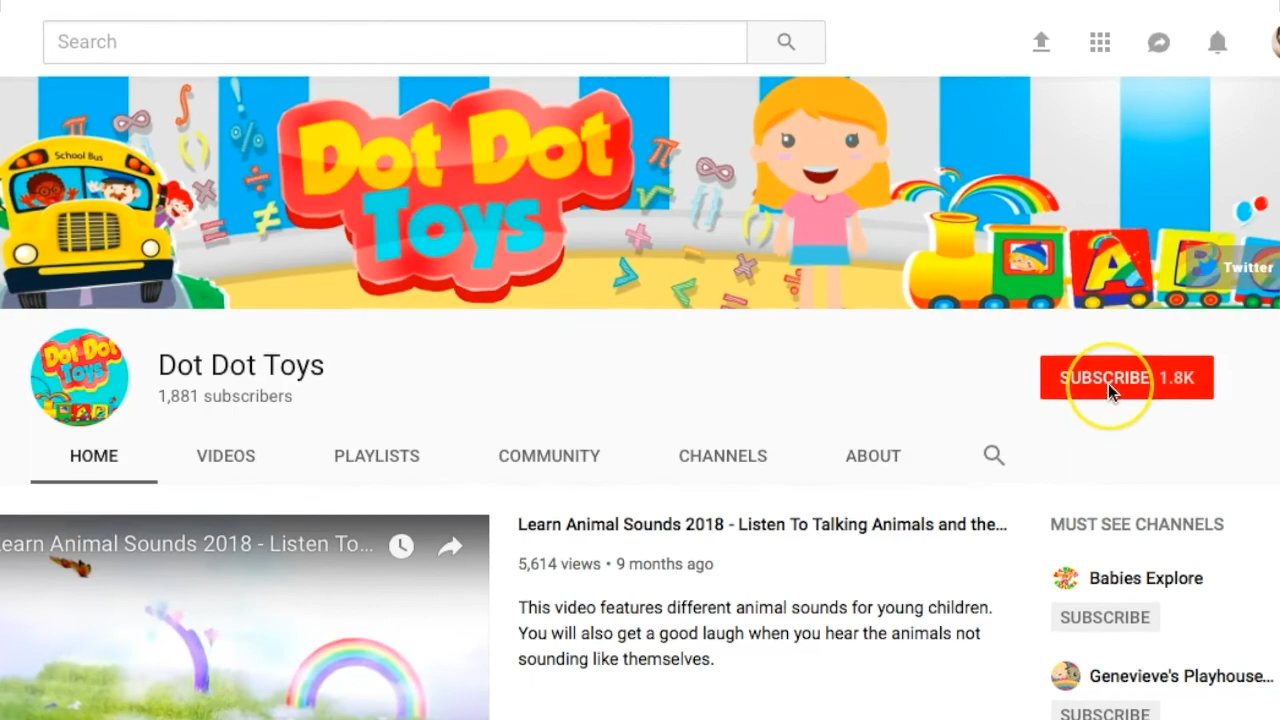 Search
School Bus
Dot Dot
Toys
A
B
Twitter
Dot Dot
Toys
Dot Dot Toys
1,881 subscribers
SUBSCRIBE 1.8K
HOME VIDEOS PLAYLISTS COMMUNITY CHANNELS ABOUT
earn Animal Sounds 2018 - Listen To...
Learn Animal Sounds 2018 - Listen To Talking Animals and the...
5,614 views • 9 months ago
This video features different animal sounds for young children.
You will also get a good laugh when you hear the animals not
sounding like themselves.
MUST SEE CHANNELS
Babies Explore
SUBSCRIBE
Genevieve's Playhouse...
SUBSCRIBE